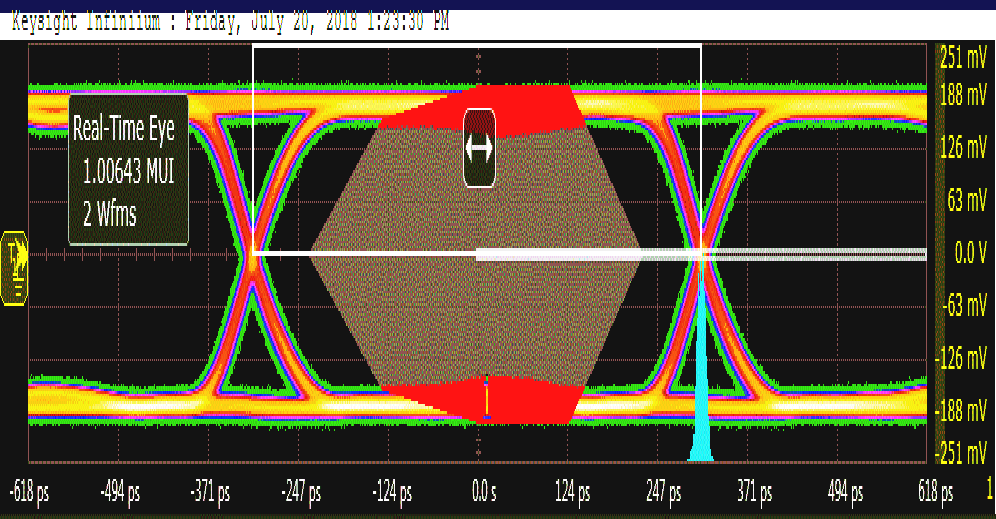 Keysight Infiniium : Friday, July 20, 2018 1:23:30 PM
251 mV
188 mV
Real-Time Eye
1.00643 MUI
2 Wfms
126 mV
63 mV
0.0 V
-63 mV
-126 mV
-188 mV
-251 mV
-618 ps -494 ps -371 ps -247 ps -124 ps 0.0 s 124 ps 247 ps 371 ps 494 ps 618 ps 1